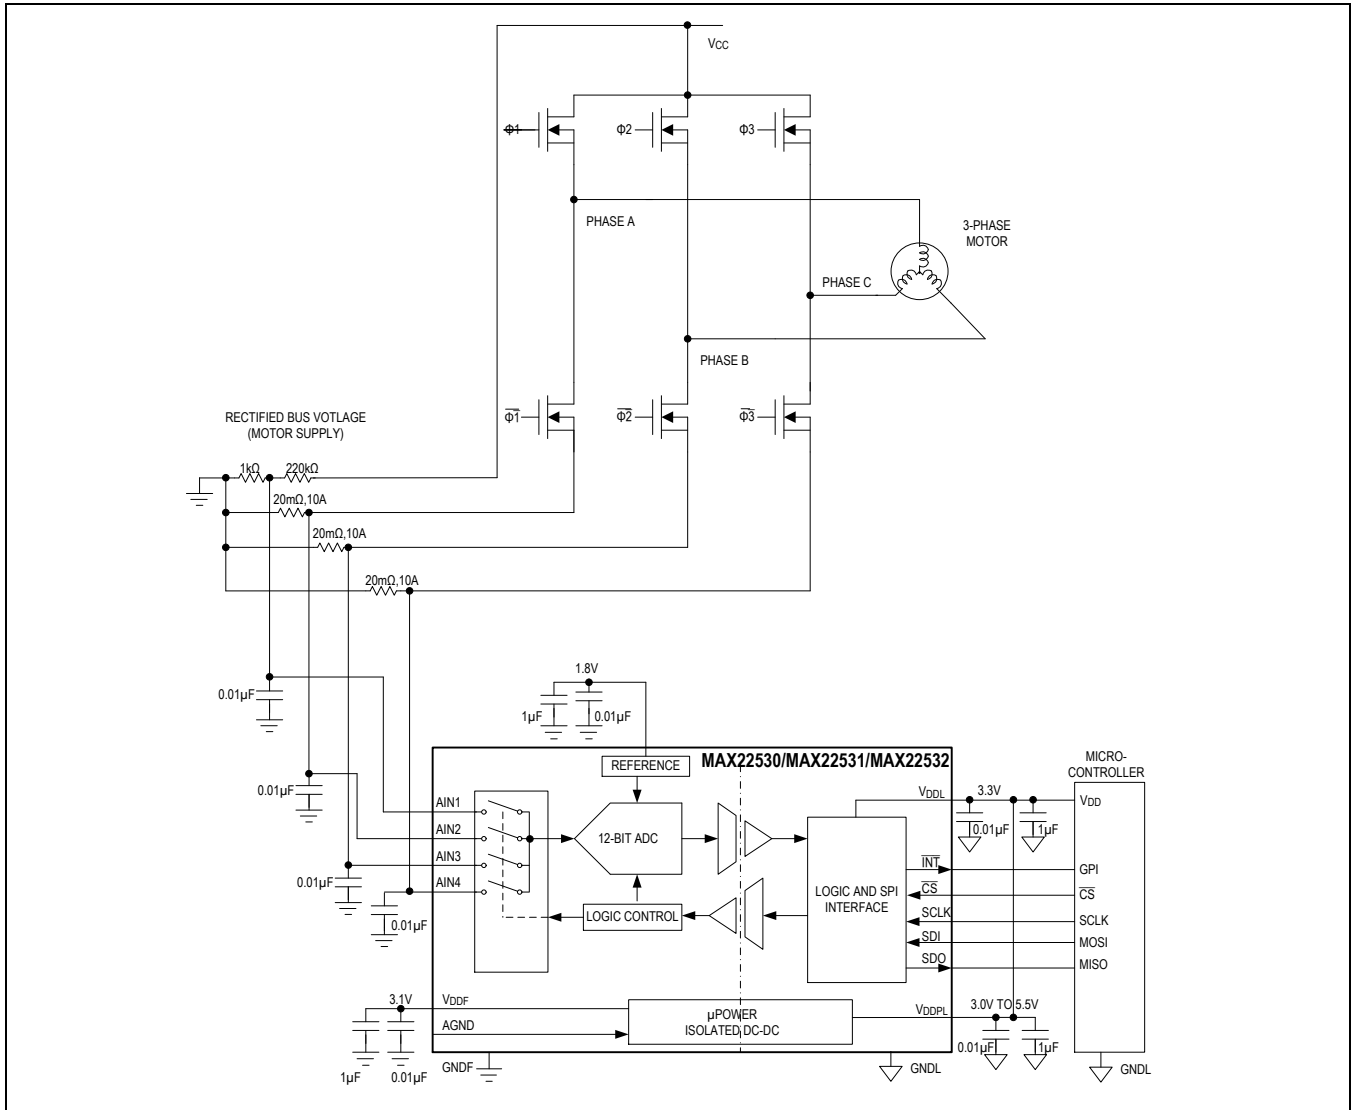 VCC
Φ1
Φ2
Φ3
PHASE A
3-PHASE
MOTOR
PHASE C
PHASE B
Φ1
Φ2
Φ3
RECTIFIED BUS VOTLAGE
(MOTOR SUPPLY)
1kΩ
220kΩ
20mΩ,10A
20mΩ,10A
20mΩ,10A
1.8V
0.01µF
1µF
0.01µF
MAX22530/MAX22531/MAX22532
REFERENCE
MICRO-
CONTROLLER
0.01µF
VDDL
3.3V
VDD
AIN1
0.01µF
1µF
AIN2
12-BIT ADC
AIN3
INT
GPI
0.01µF
AIN4
LOGIC AND SPI
INTERFACE
CS
CS
0.01µF
LOGIC CONTROL
SCLK
SCLK
SDI
MOSI
SDO
MISO
3.1V
VDDF
µPOWER
ISOLATED DC-DC
VDDPL
3.0V TO 5.5V
AGND
0.01µF
1µF
1µF
0.01µF
GNDF
GNDL
GNDL